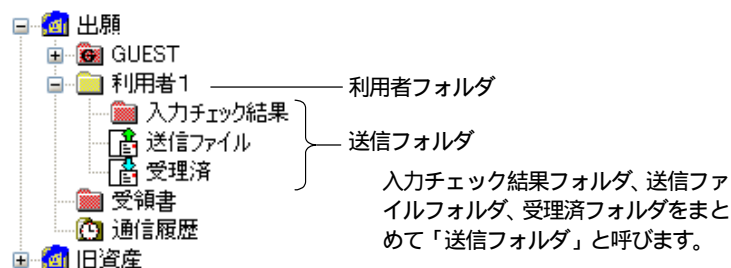 出願
GUEST
利用者1 利用者フォルダ
入力チェック結果
送信ファイル 送信フォルダ
受理済
入力チェック結果フォルダ、送信ファ
イルフォルダ、受理済フォルダをまと
めて「送信フォルダ」と呼びます。
受領書
通信履歴
旧資産